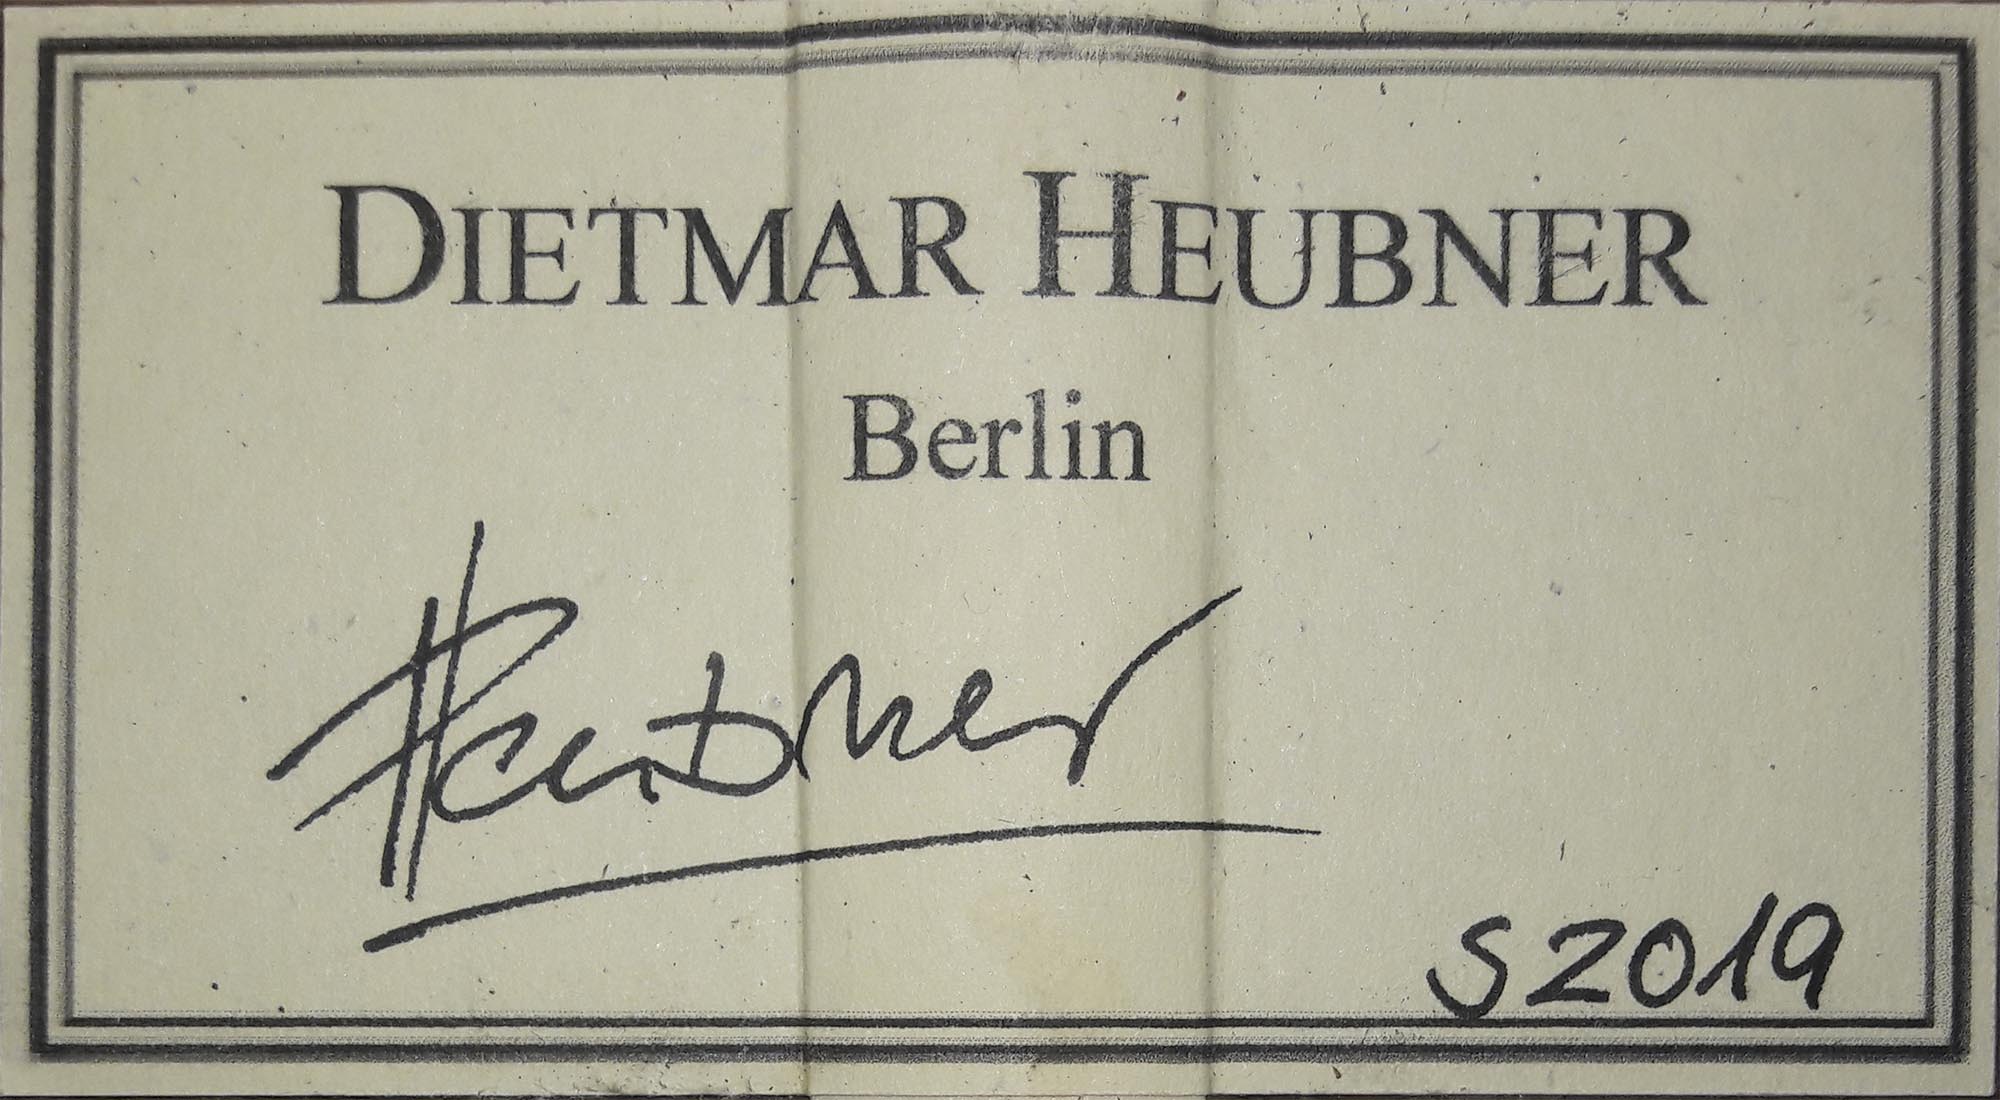 DIETMAR HEUBNER
Berlin
Heubner
S2019